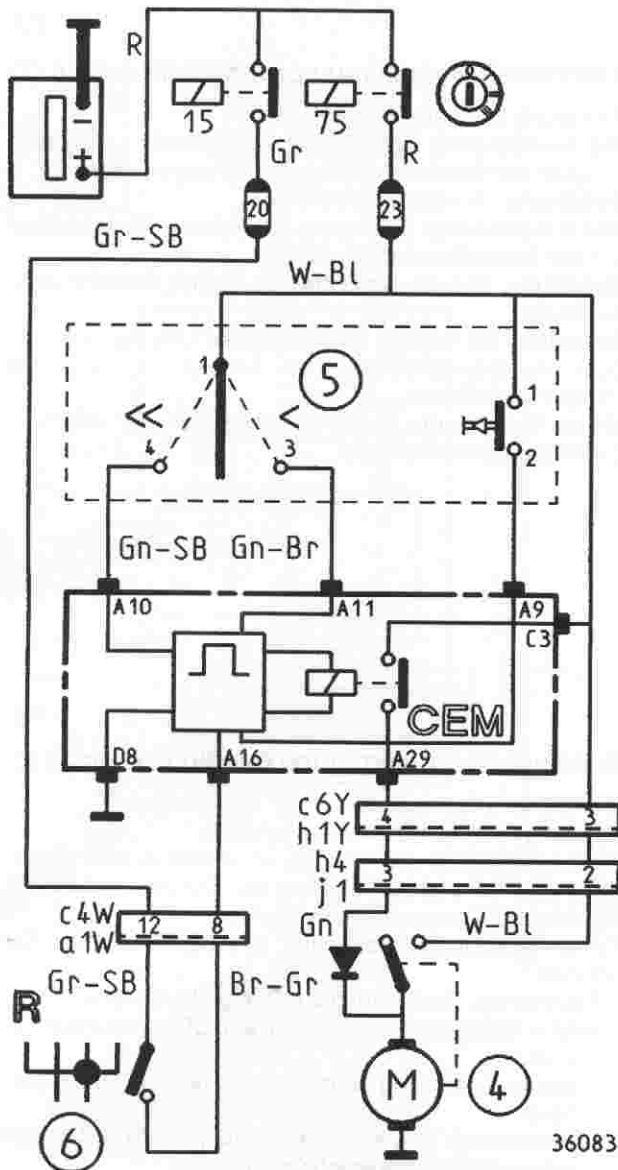 R
15
75
Gr
R
− +
20
23
Gr-SB
W-Bl
1
5
1
<<
<
4
3
2
Gn-SB
Gn-Br
A10
A11
A9
C3
CEM
D8
A16
A29
c6Y
4
3
h1Y
h4
3
2
j1
Gn
W-Bl
c4W
12
8
a1W
Gr-SB
Br-Gr
R
M
4
6
36083